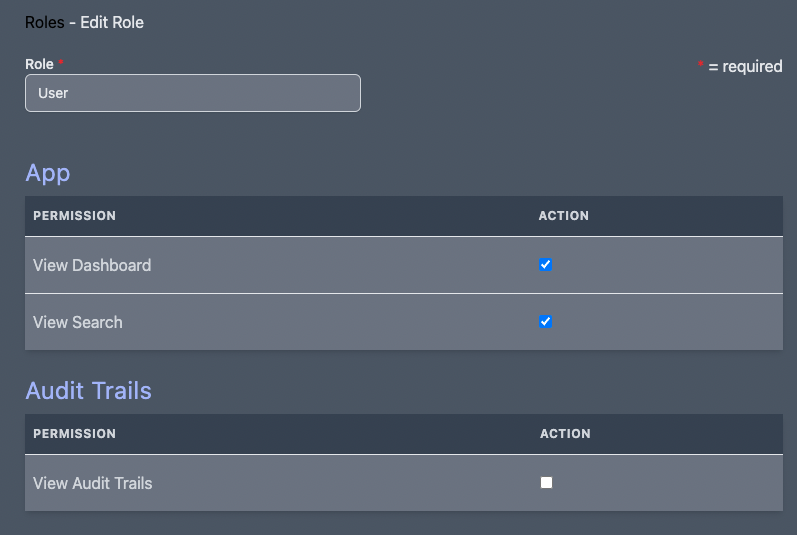 Roles - Edit Role
Role *
* = required
User
App
PERMISSION ACTION
View Dashboard
View Search
Audit Trails
PERMISSION ACTION
View Audit Trails